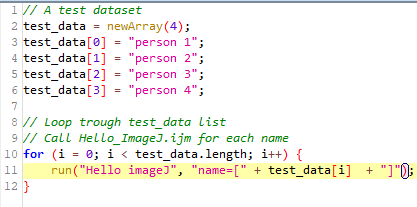 1 // A test dataset
2 test_data = newArray(4);
3 test_data[0] = "person 1";
4 test_data[1] = "person 2";
5 test_data[2] = "person 3";
6 test_data[3] = "person 4";
7
8 // Loop trough test_data list
9 // Call Hello_ImageJ.ijm for each name
10 for (i = 0; i < test_data.length; i++) {
11 run("Hello imageJ", "name=[" + test_data[i]  + "]");
12 }